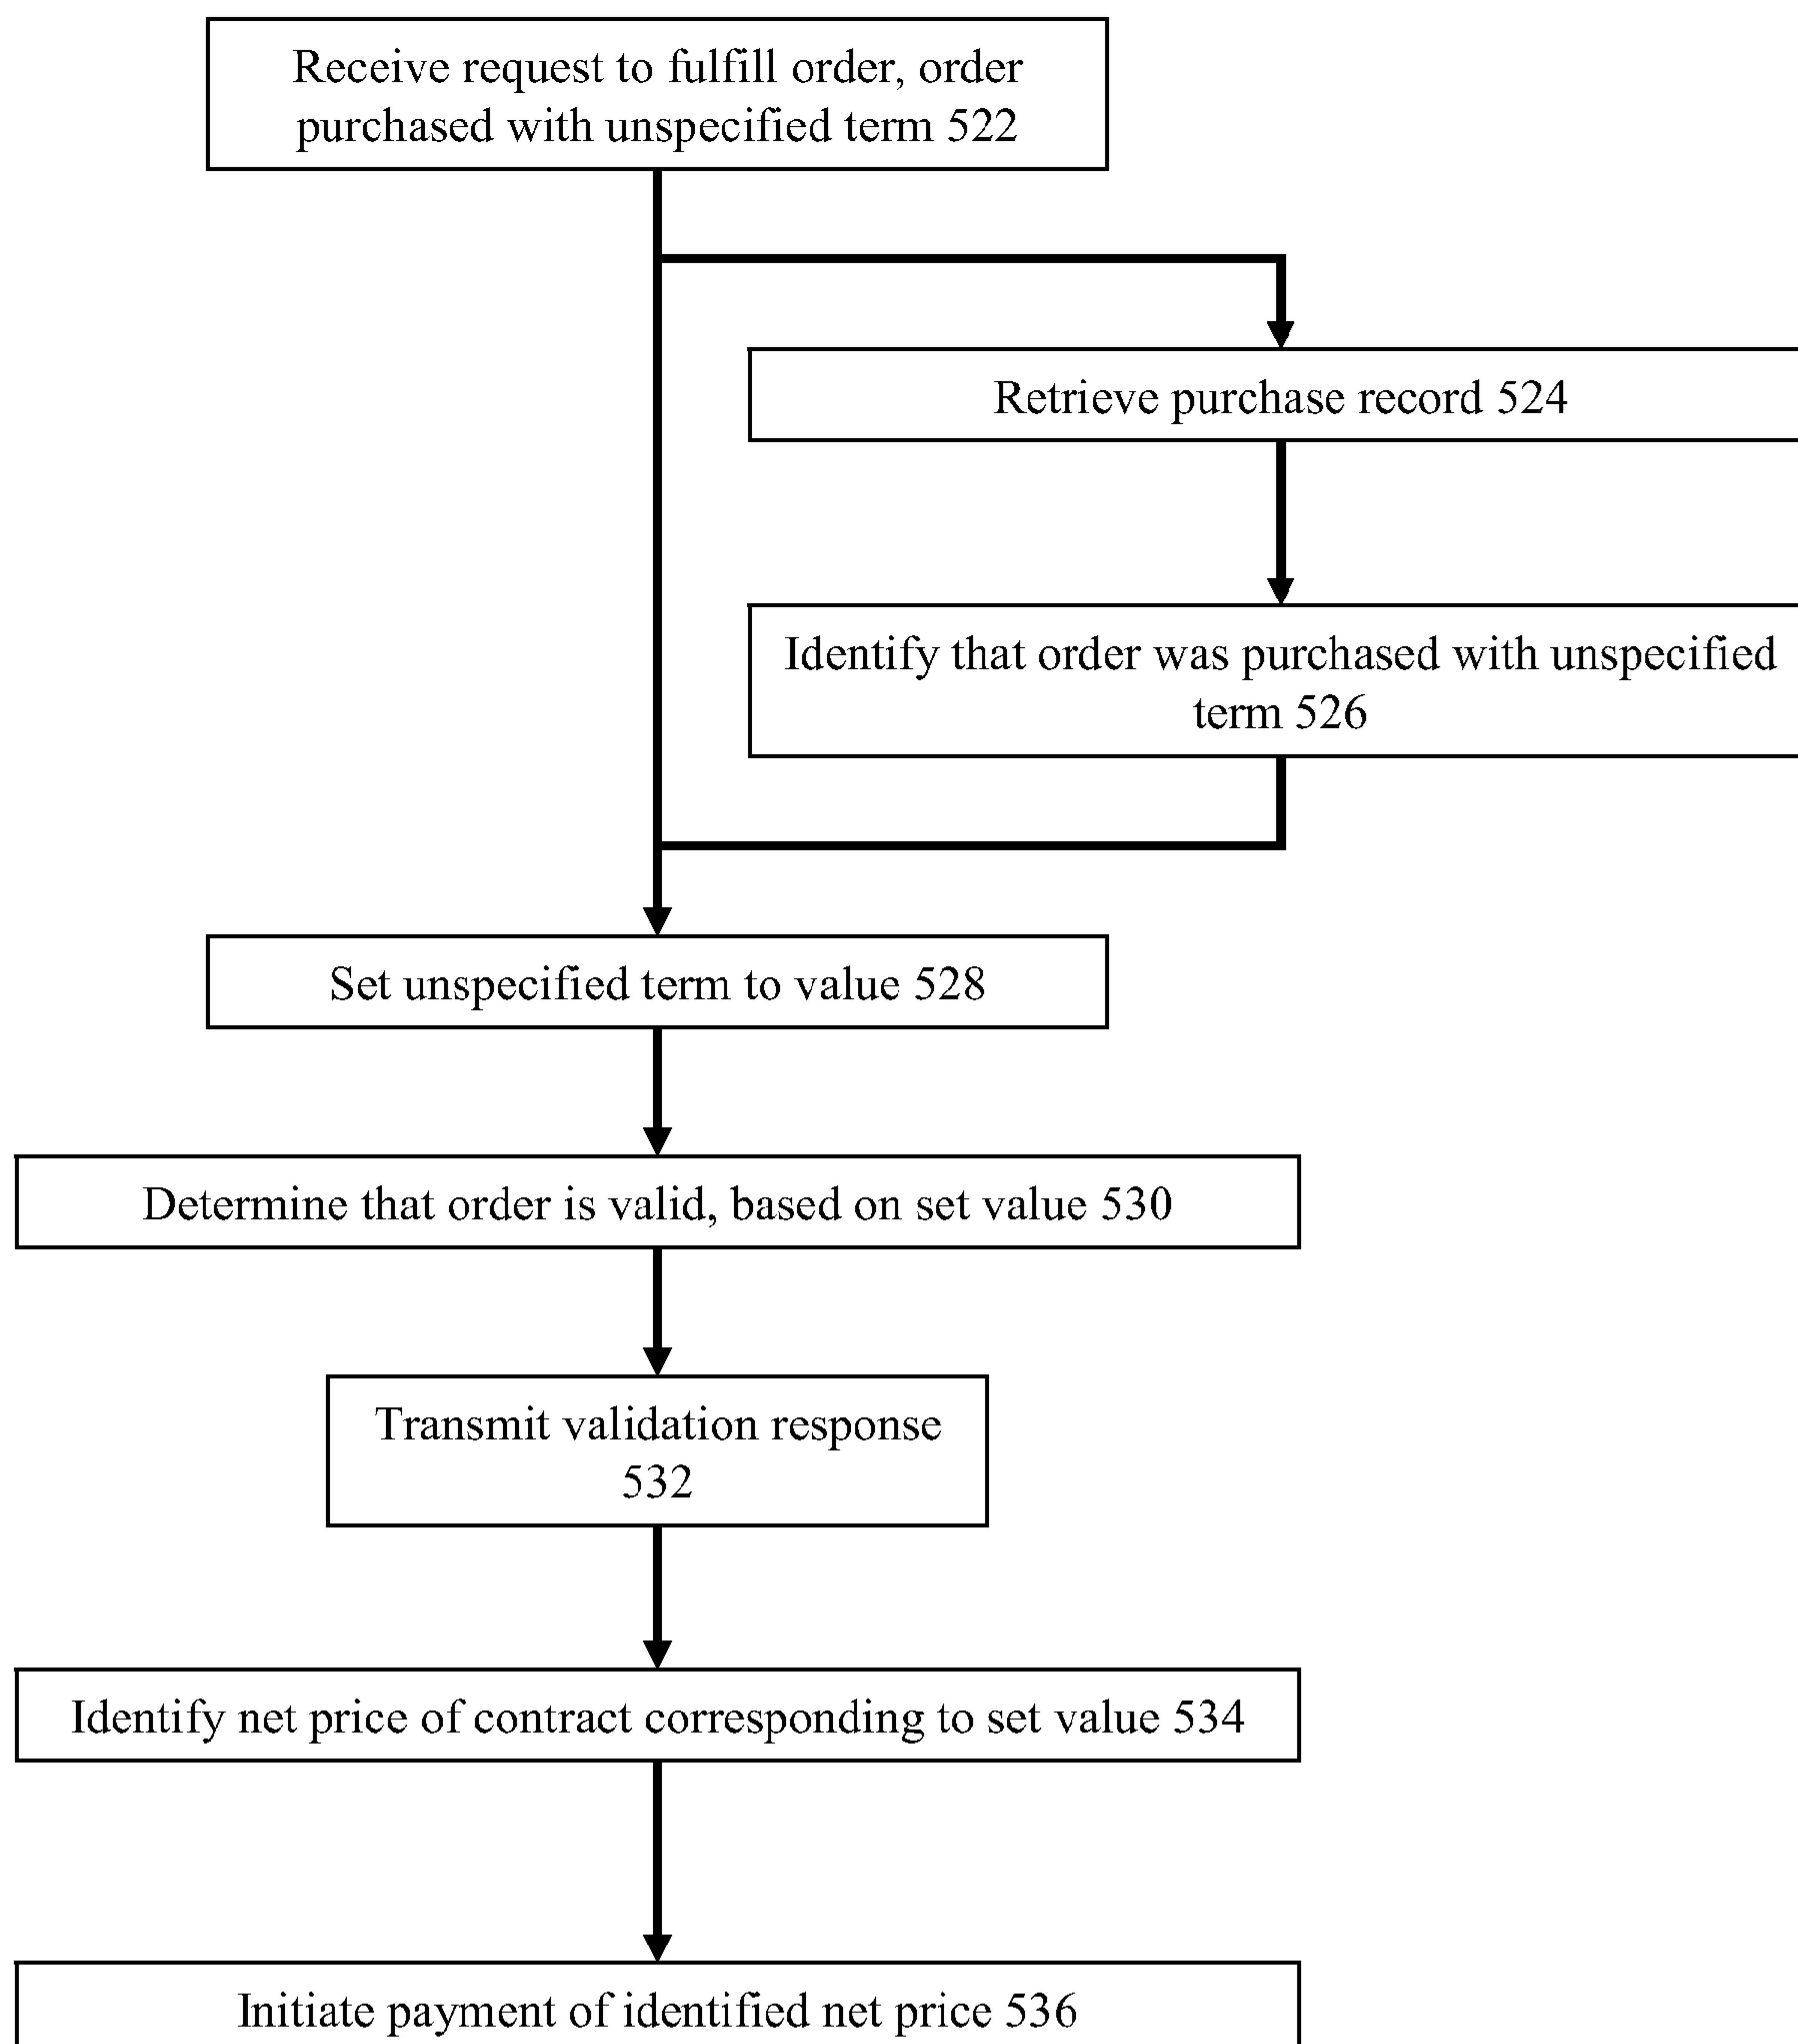 Receive request to fulfill order, order
purchased with unspecified term 522
Retrieve purchase record 524
Identify that order was purchased with unspecified
term 526
Set unspecified term to value 528
Determine that order is valid, based on set value 530
Transmit validation response
532
Identify net price of contract corresponding to set value 534
Initiate payment of identified net price 536